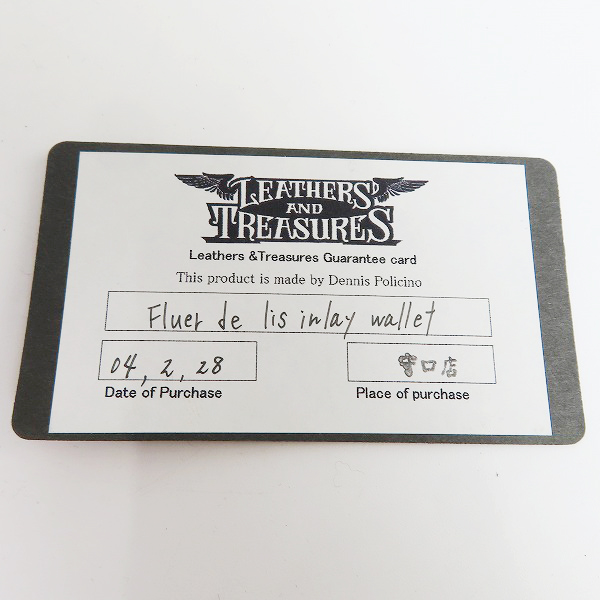 LEATHERS
AND
TREASURES
Leathers &Treasures Guarantee card
This product is made by Dennis Policino
Fluer de lis inlay wallet
04, 2, 28
守口店
Date of Purchase
Place of purchase